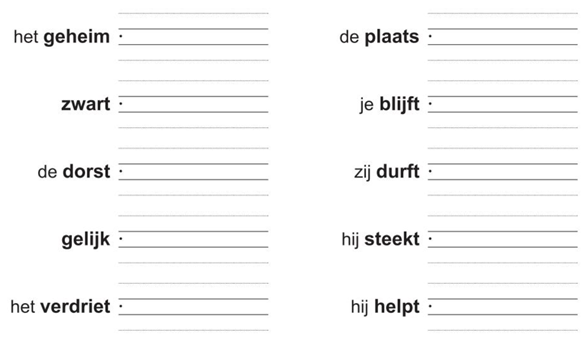 het geheim
zwart
de dorst
gelijk
het verdriet
de plaats
je blijft
zij durft
hij steekt
hij helpt